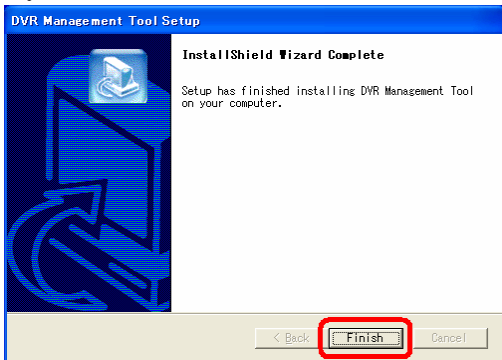 DVR Management Tool Setup
InstallShield Wizard Complete
Setup has finished installing DVR Management Tool
on your computer.
< Back
Finish
Cancel